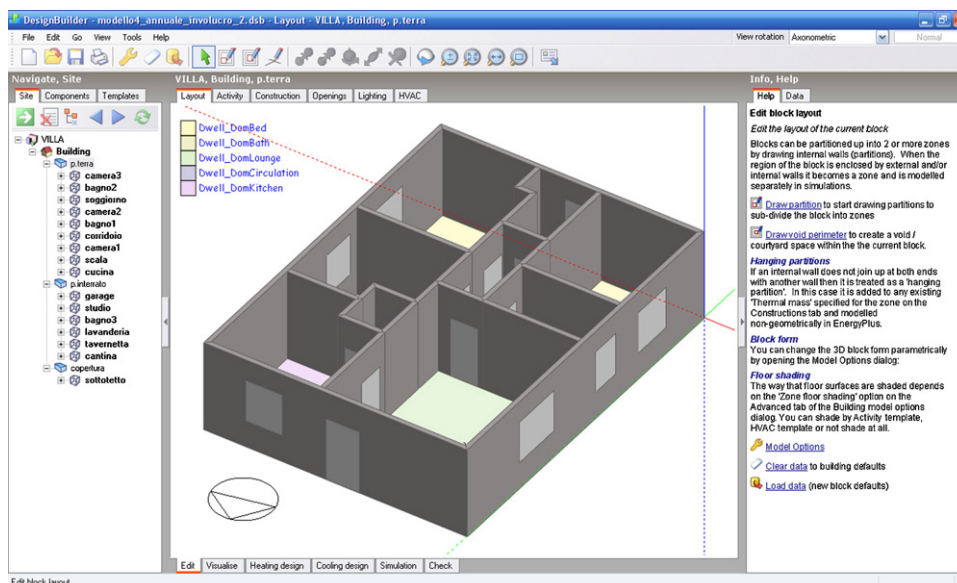 DesignBuilder - modello4_annuale_involucro_2.dsb - Layout - VILLA, Building, p.terra
File Edit Go View Tools Help
View rotation Axonometric Normal
Navigate, Site
Site Components Templates
VILLA
Building
p.terra
camera3
bagno2
soggiorno
camera2
bagno1
corridoio
camera1
scala
cucina
p.interrato
garage
studio
bagno3
lavanderia
tavernetta
cantina
copertura
sottotetto
VILLA, Building, p.terra
Layout Activity Construction Openings Lighting HVAC
Dwell_DomBed
Dwell_DomBath
Dwell_DomLounge
Dwell_DomCirculation
Dwell_DomKitchen
Edit Visualise Heating design Cooling design Simulation Check
Info, Help
Help Data
Edit block layout
Edit the layout of the current block
Blocks can be partitioned up into 2 or more zones
by drawing internal walls (partitions). When the
region of the block is enclosed by external and/or
internal walls it becomes a zone and is modelled
separately in simulations.
Draw partition to start drawing partitions to
sub-divide the block into zones
Draw void perimeter to create a void /
courtyard space within the the current block.
Hanging partitions
If an internal wall does not join up at both ends
with another wall then it is treated as a 'hanging
partition'. In this case it is added to any existing
'Thermal mass' specified for the zone on the
Constructions tab and modelled
non-geometrically in EnergyPlus.
Block form
You can change the 3D block form parametrically
by opening the Model Options dialog:
Floor shading
The way that floor surfaces are shaded depends
on the 'Zone floor shading' option on the
Advanced tab of the Building model options
dialog. You can shade by Activity template,
HVAC template or not shade at all.
Model Options
Clear data to building defaults
Load data (new block defaults)
Edit block layout